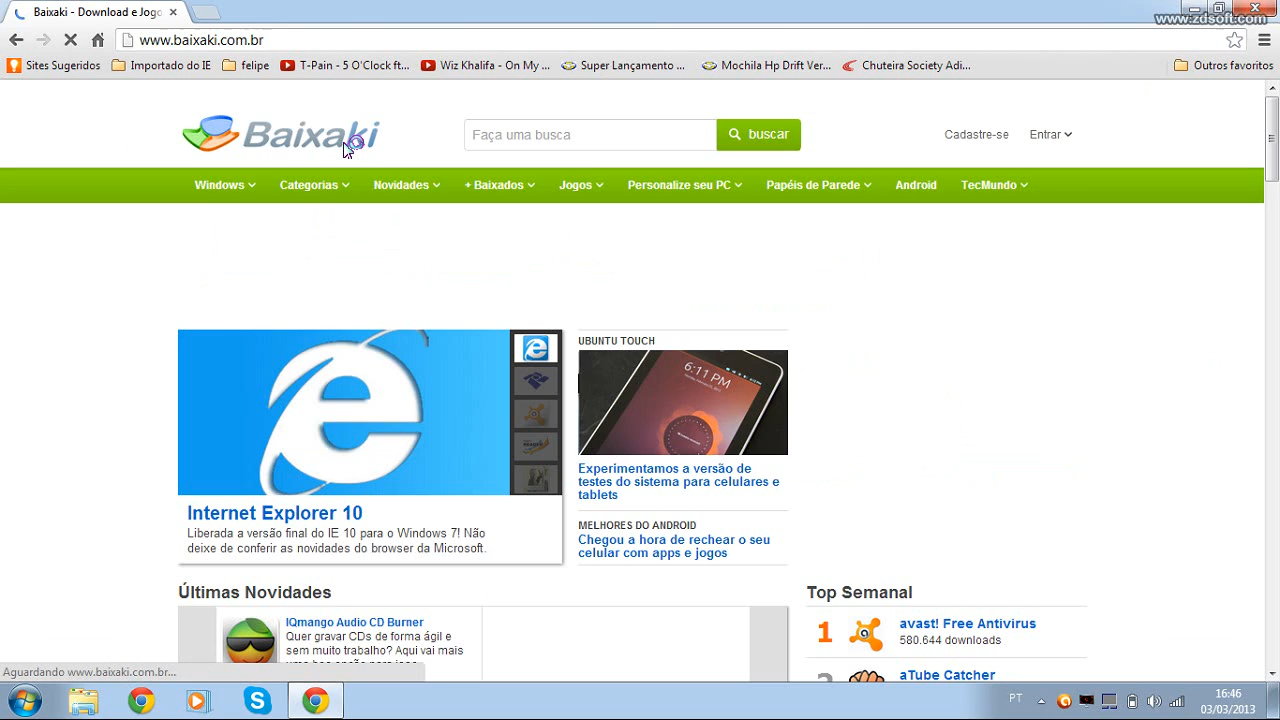 Baixaki - Download e Jogo
www.zdsoft.com
www.baixaki.com.br
Sites Sugeridos
Importado do IE
felipe
T-Pain - 5 O'Clock ft...
Wiz Khalifa - On My ...
Super Lançamento ...
Mochila Hp Drift Ver...
Chuteira Society Adi...
Outros favoritos
Baixaki
Faça uma busca
buscar
Cadastre-se
Entrar
Windows
Categorias
Novidades
+ Baixados
Jogos
Personalize seu PC
Papéis de Parede
Android
TecMundo
Internet Explorer 10
Liberada a versão final do IE 10 para o Windows 7! Não
deixe de conferir as novidades do browser da Microsoft.
UBUNTU TOUCH
6:11 PM
Experimentamos a versão de
testes do sistema para celulares e
tablets
MELHORES DO ANDROID
Chegou a hora de rechear o seu
celular com apps e jogos
Últimas Novidades
IQmango Audio CD Burner
Quer gravar CDs de forma ágil e
sem muito trabalho? Aqui vai mais
Top Semanal
1
avast! Free Antivirus
580.644 downloads
2
aTube Catcher
Aguardando www.baixaki.com.br...
PT
16:46
03/03/2013